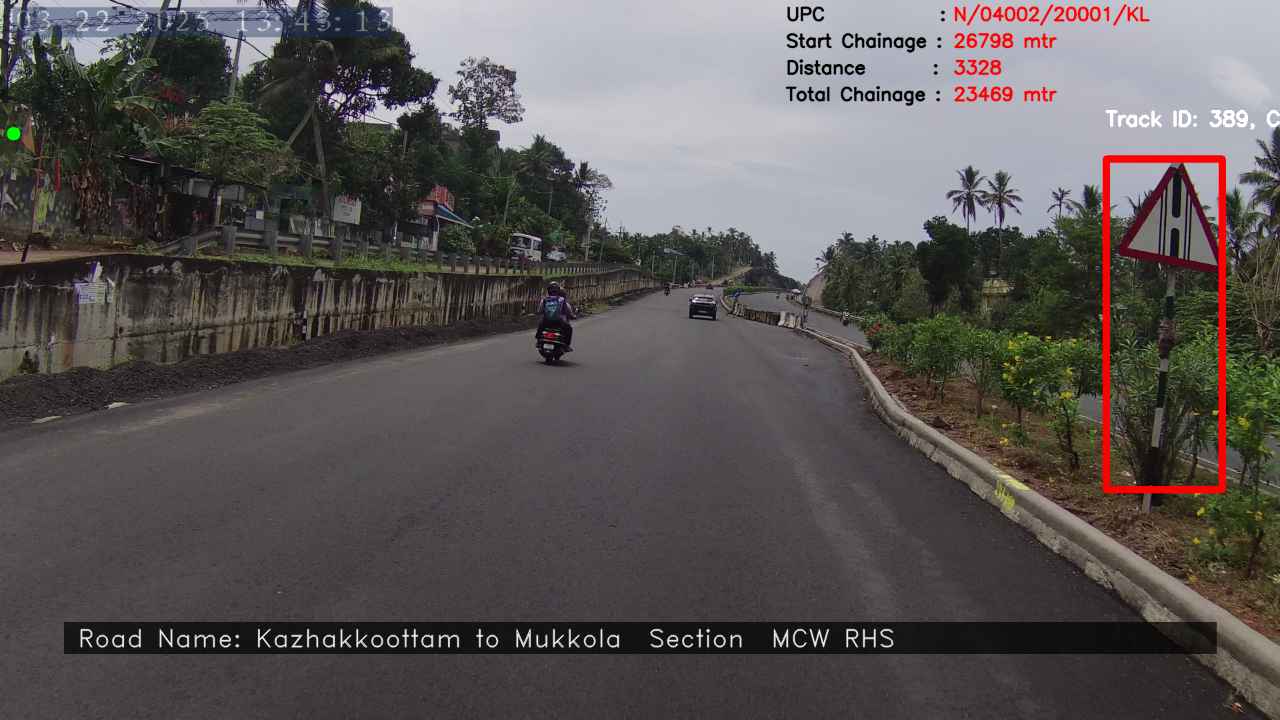 03 22 2025 13:43:13
UPC : N/04002/20001/KL
Start Chainage : 26798 mtr
Distance : 3328
Total Chainage : 23469 mtr
Track ID: 389, C
Road Name: Kazhakkoottam to Mukkola Section MCW RHS